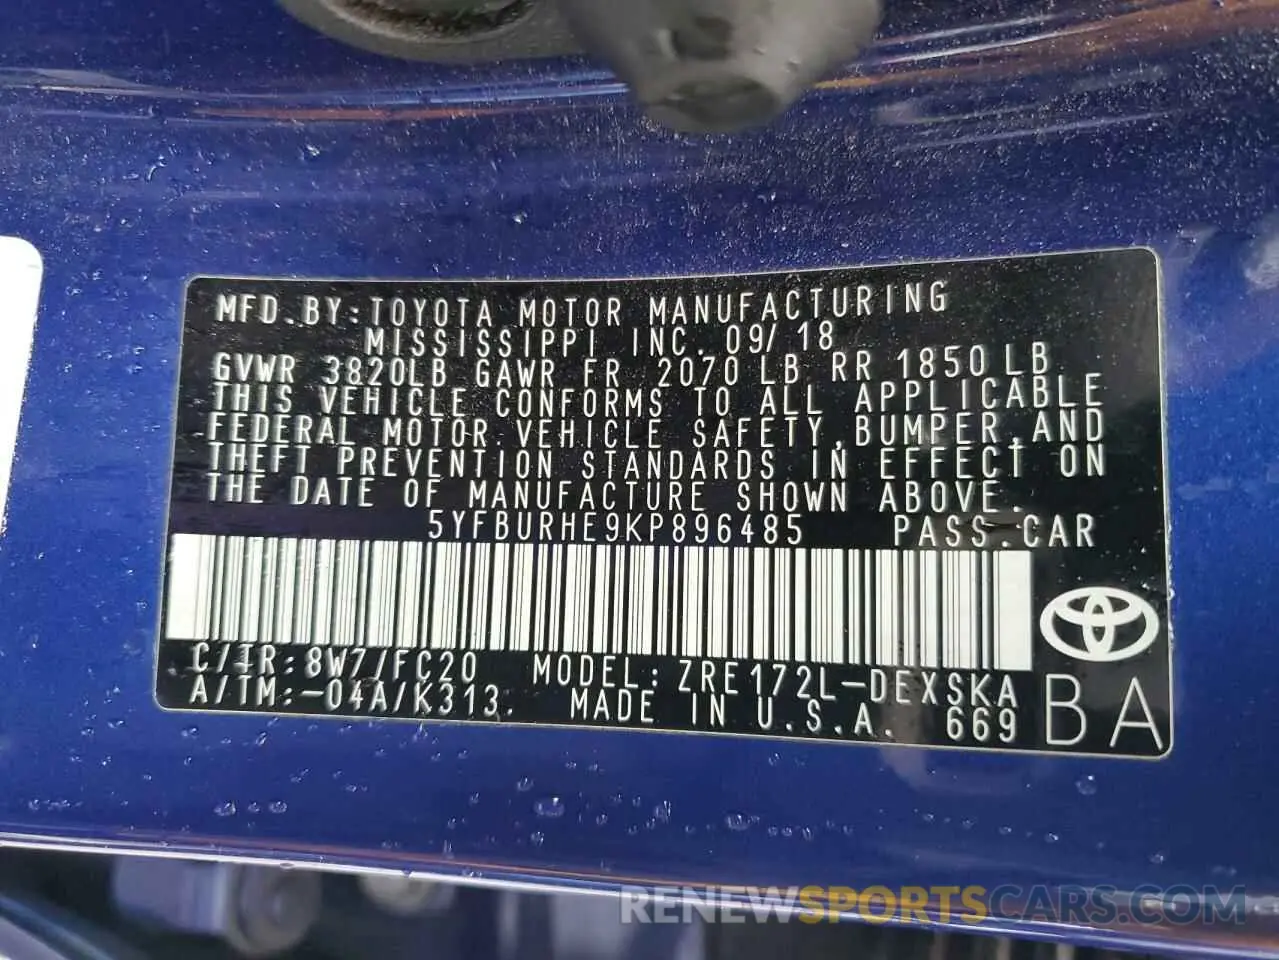 MFD. BY: TOYOTA MOTOR MANUFACTURING
MISSISSIPPI INC. 09/18
GVWR 3820LB GAWR FR 2070 LB RR 1850 LB
THIS VEHICLE CONFORMS TO ALL APPLICABLE
FEDERAL MOTOR VEHICLE SAFETY, BUMPER, AND
THEFT PREVENTION STANDARDS IN EFFECT ON
THE DATE OF MANUFACTURE SHOWN ABOVE.
5YFBURHE9KP896485 PASS. CAR
C/TR: 8W7/FC20 MODEL: ZRE172L-DEXSKA
A/TM: -04A/K313. MADE IN U.S.A. 669
BA
RENEWSPORTSCARS.COM